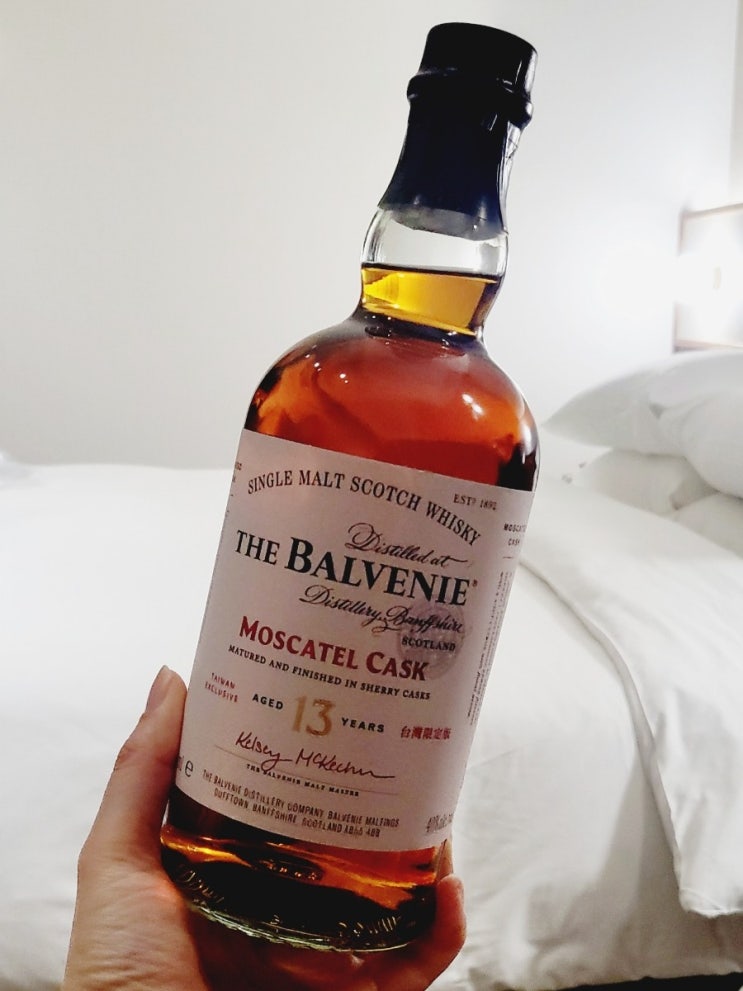 SINGLE MALT SCOTCH WHISKY
ESTD 1892
Distilled at
THE BALVENIE®
Distillery, Banffshire
SCOTLAND
MOSCATEL CASK
MATURED AND FINISHED IN SHERRY CASKS
TAIWAN
EXCLUSIVE
AGED 13 YEARS
台灣限定版
Kelsey McKechnie
THE BALVENIE MALT MASTER
e
THE BALVENIE DISTILLERY COMPANY, BALVENIE MALTINGS
DUFFTOWN, BANFFSHIRE, SCOTLAND AB55 4BB
MOSCATEL
CASK